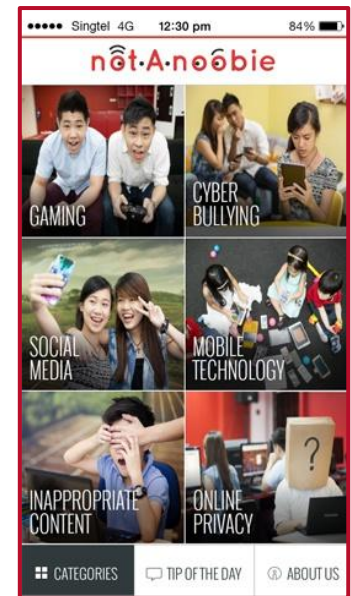 Singtel 4G 12:30 pm 84%
not·A·noobie
GAMING
CYBER
BULLYING
SOCIAL
MEDIA
MOBILE
TECHNOLOGY
INAPPROPRIATE
CONTENT
?
ONLINE
PRIVACY
CATEGORIES TIP OF THE DAY ABOUT US